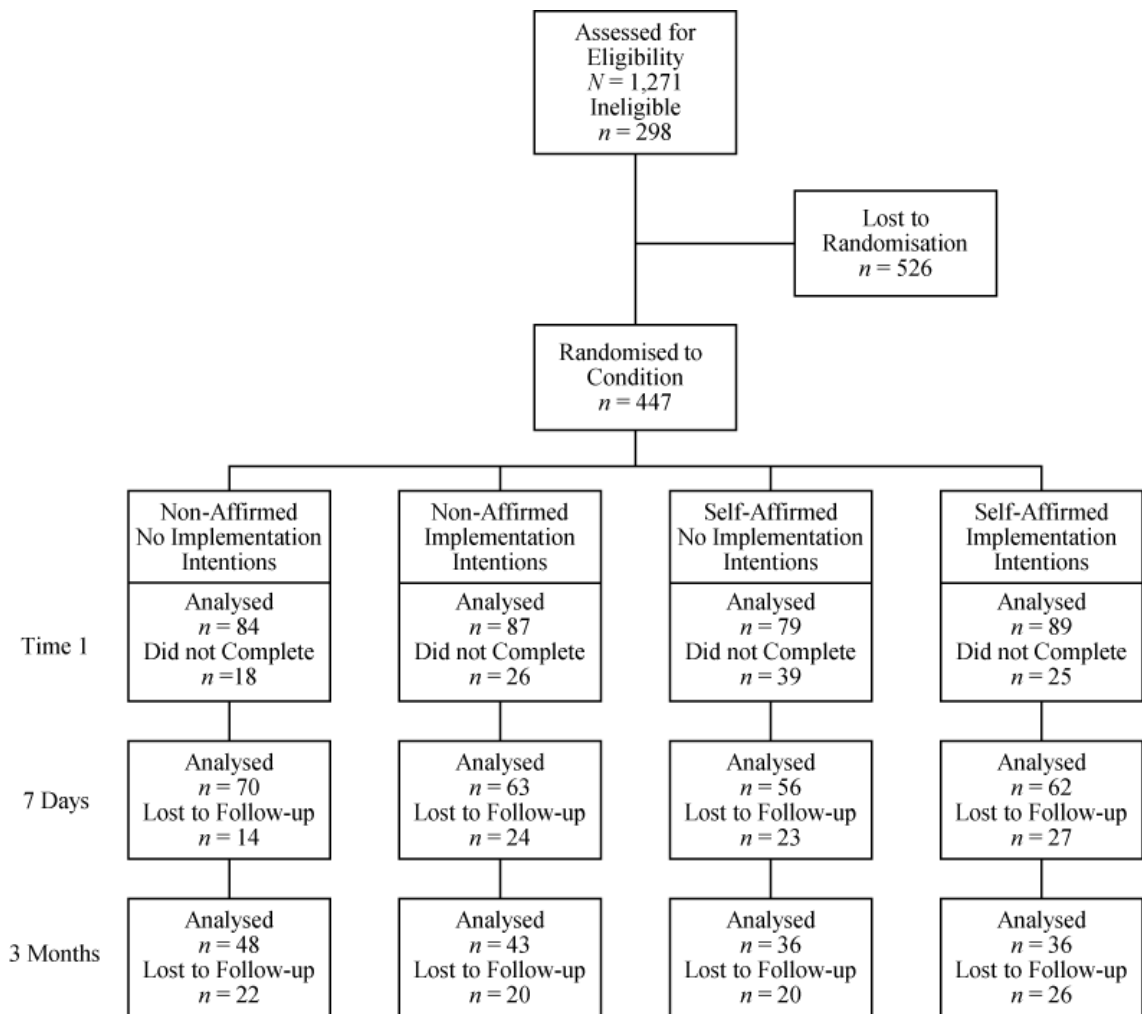 Assessed for
Eligibility
N = 1,271
Ineligible
n = 298
Lost to
Randomisation
n = 526
Randomised to
Condition
n = 447
Non-Affirmed
No Implementation
Intentions
Non-Affirmed
Implementation
Intentions
Self-Affirmed
No Implementation
Intentions
Self-Affirmed
Implementation
Intentions
Time 1
Analysed
n = 84
Did not Complete
n =18
Analysed
n = 87
Did not Complete
n = 26
Analysed
n = 79
Did not Complete
n = 39
Analysed
n = 89
Did not Complete
n = 25
7 Days
Analysed
n = 70
Lost to Follow-up
n = 14
Analysed
n = 63
Lost to Follow-up
n = 24
Analysed
n = 56
Lost to Follow-up
n = 23
Analysed
n = 62
Lost to Follow-up
n = 27
3 Months
Analysed
n = 48
Lost to Follow-up
n = 22
Analysed
n = 43
Lost to Follow-up
n = 20
Analysed
n = 36
Lost to Follow-up
n = 20
Analysed
n = 36
Lost to Follow-up
n = 26